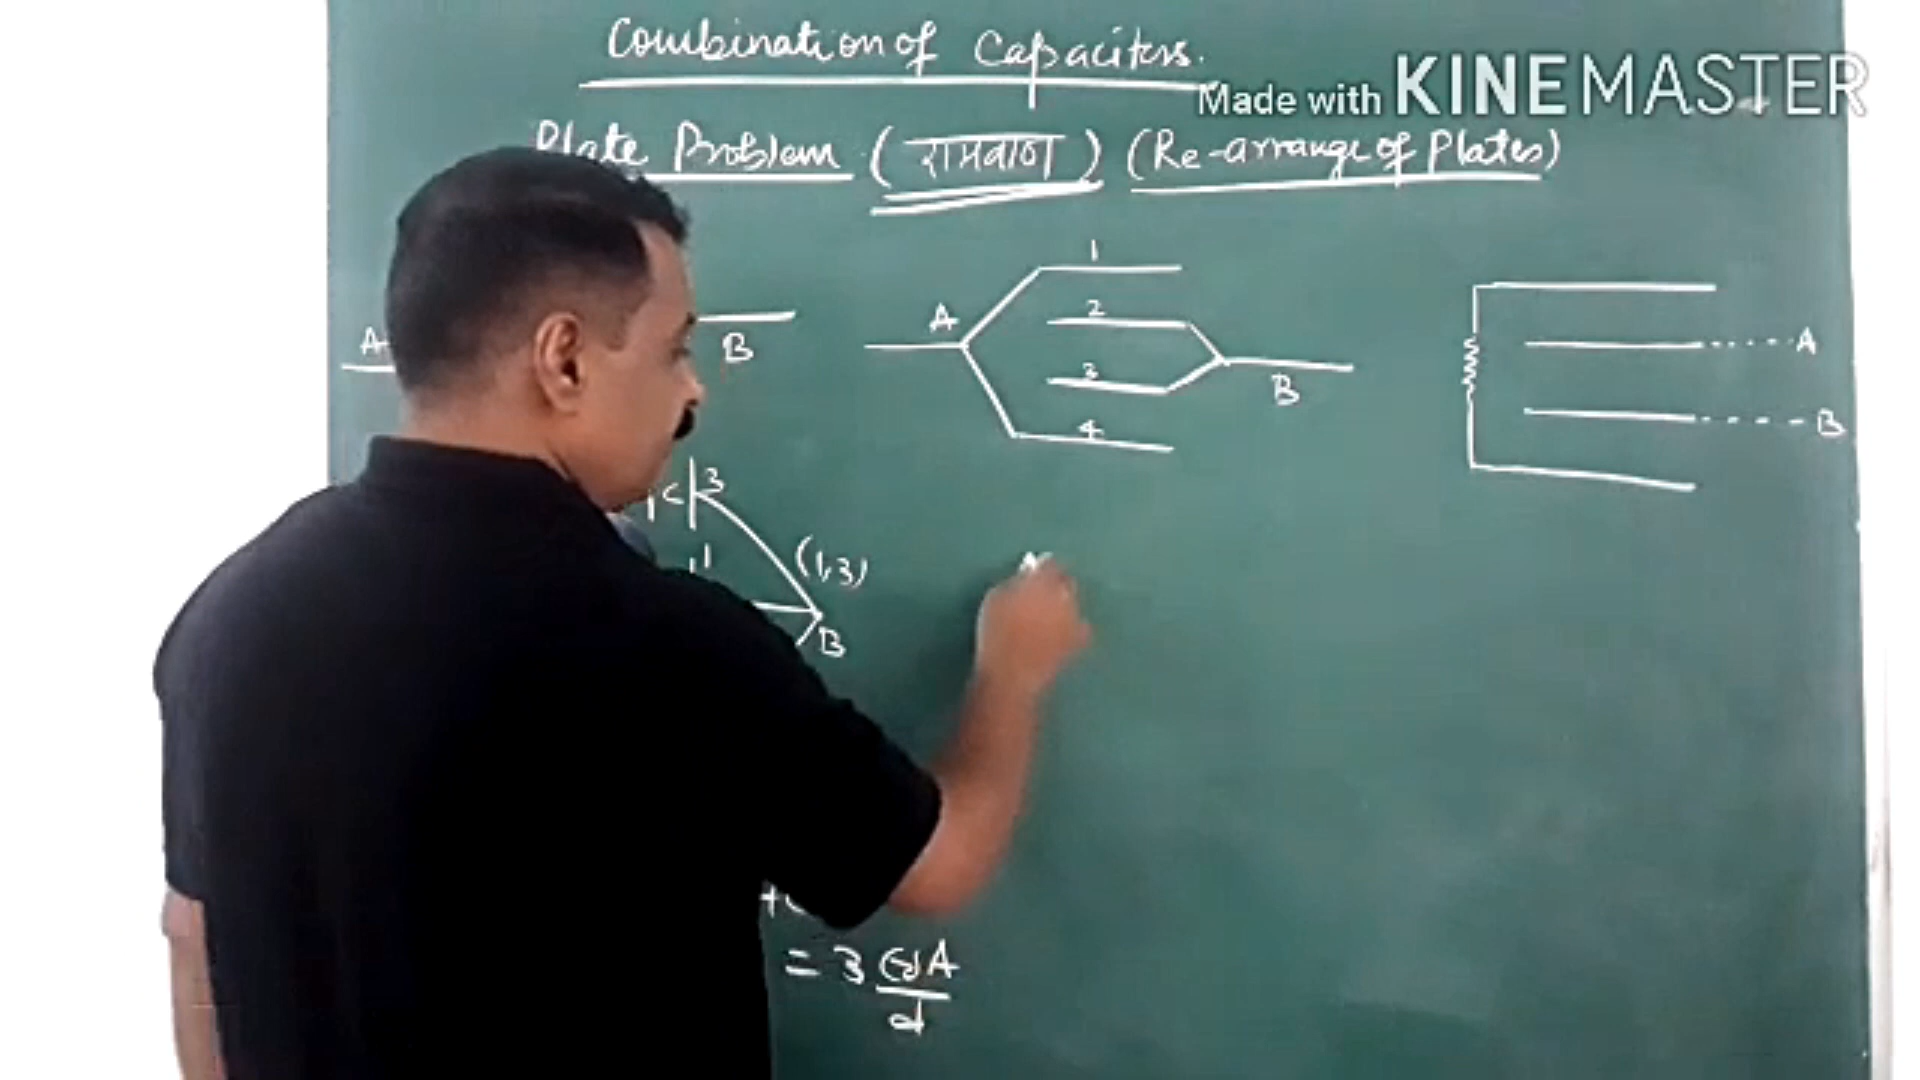 Combination of Capacitors.
Made with KINEMASTER
Plate Problem (रामबाण) (Re-arrange of Plates)
1
A
2
3
4
B
A
B
A
B
C 3
1
(1,3)
B
= 3 ε₀A
d